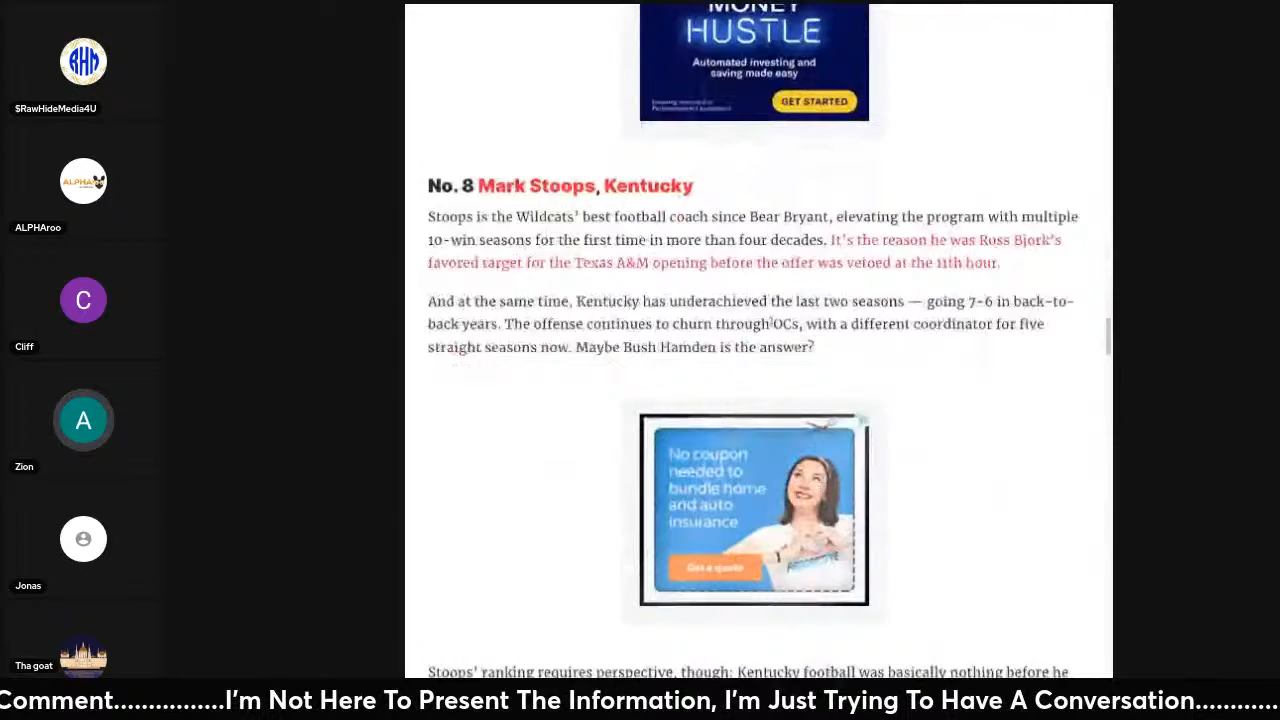 MONEY
HUSTLE
Automated investing and
saving made easy
GET STARTED
RHM
SRawHideMedia4U
ALPHA
ALPHAroo
C
Cliff
A
Zion
Jonas
Tha goat
No. 8 Mark Stoops, Kentucky
Stoops is the Wildcats' best football coach since Bear Bryant, elevating the program with multiple
10-win seasons for the first time in more than four decades. It's the reason he was Ross Bjork's
favored target for the Texas A&M opening before the offer was vetoed at the 11th hour.
And at the same time, Kentucky has underachieved the last two seasons — going 7-6 in back-to-
back years. The offense continues to churn through OCs, with a different coordinator for five
straight seasons now. Maybe Bush Hamden is the answer?
No coupon
needed to
bundle home
and auto
insurance
Get a quote
Stoops' ranking requires perspective, though: Kentucky football was basically nothing before he
Comment................I'm Not Here To Present The Information, I'm Just Trying To Have A Conversation............